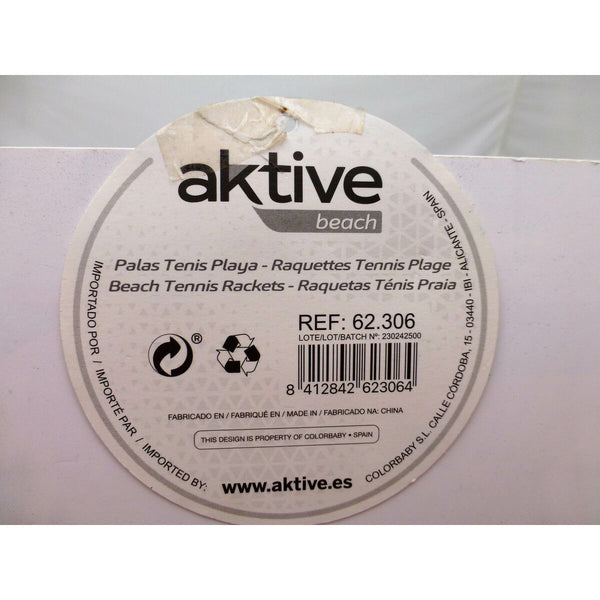 aktive
beach
Palas Tenis Playa - Raquettes Tennis Plage
Beach Tennis Rackets - Raquetas Ténis Praia
REF: 62.306
LOTE/LOT/BATCH Nº: 230242500
®
8 412842 623064
FABRICADO EN / FABRIQUÉ EN / MADE IN / FABRICADO NA: CHINA
THIS DESIGN IS PROPERTY OF COLORBABY • SPAIN
www.aktive.es
IMPORTADO POR / IMPORTÉ PAR / IMPORTED BY:
COLORBABY S.L. CALLE CÓRDOBA, 15 - 03440 - IBI - ALICANTE - SPAIN